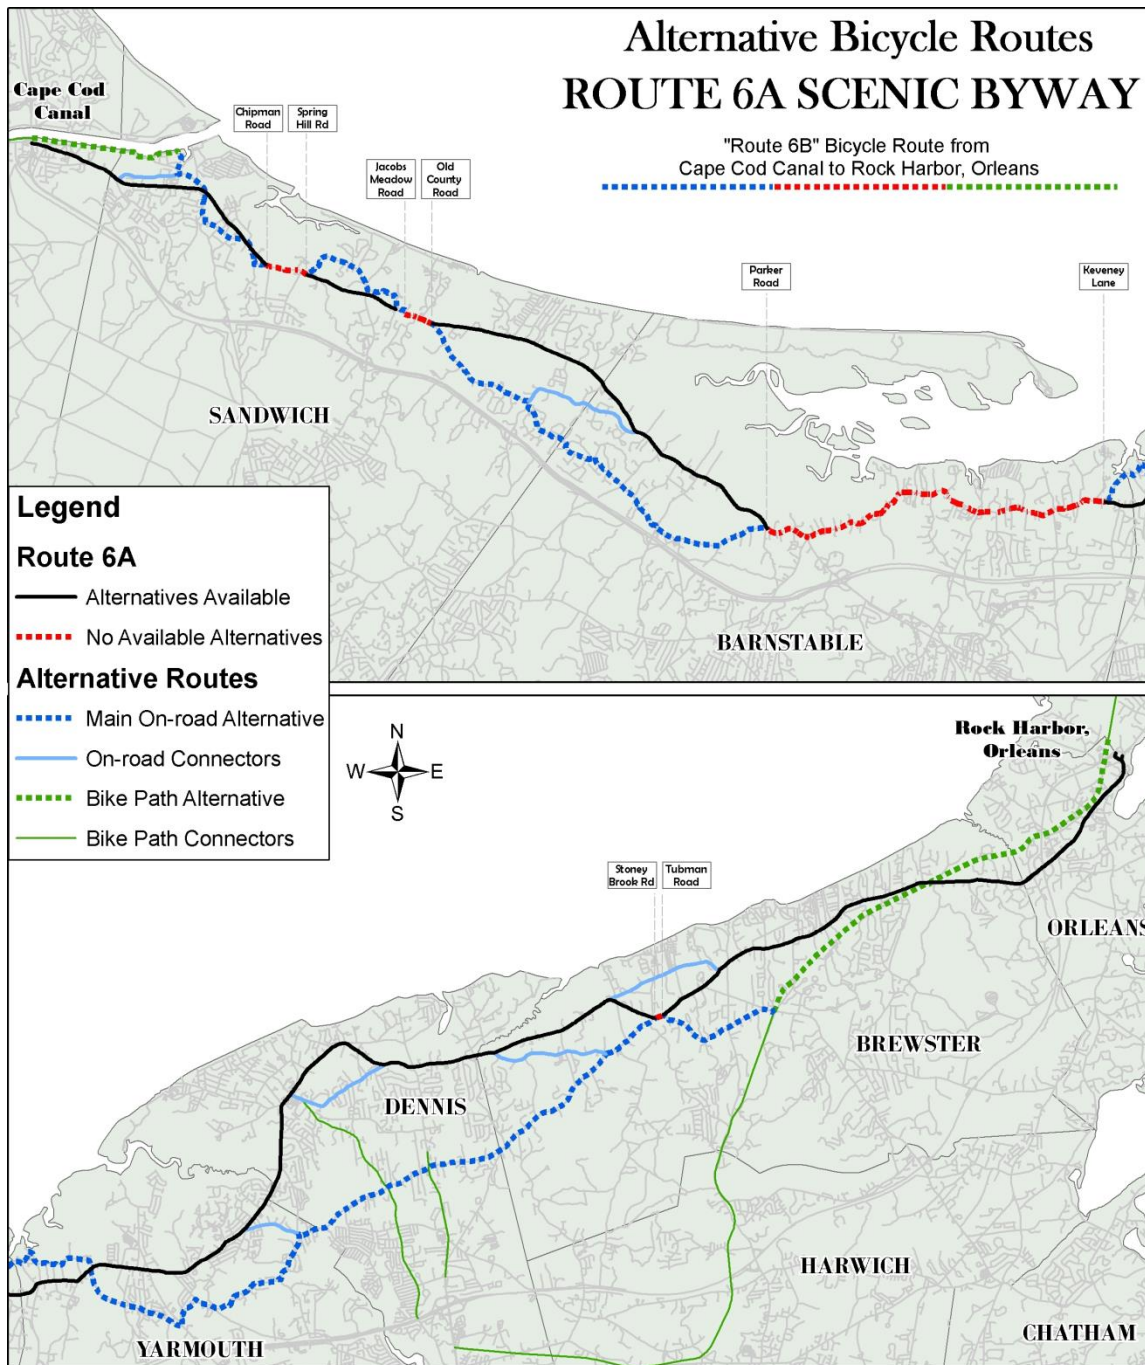 Alternative Bicycle Routes
ROUTE 6A SCENIC BYWAY
"Route 6B" Bicycle Route from
Cape Cod Canal to Rock Harbor, Orleans
Cape Cod
Canal
Chipman
Road
Spring
Hill Rd
Jacobs
Meadow
Road
Old
County
Road
Parker
Road
Keveney
Lane
SANDWICH
BARNSTABLE
Legend
Route 6A
Alternatives Available
No Available Alternatives
Alternative Routes
Main On-road Alternative
On-road Connectors
Bike Path Alternative
Bike Path Connectors
N
W E
S
Rock Harbor,
Orleans
Stoney
Brook Rd
Tubman
Road
ORLEANS
BREWSTER
DENNIS
HARWICH
YARMOUTH
CHATHAM